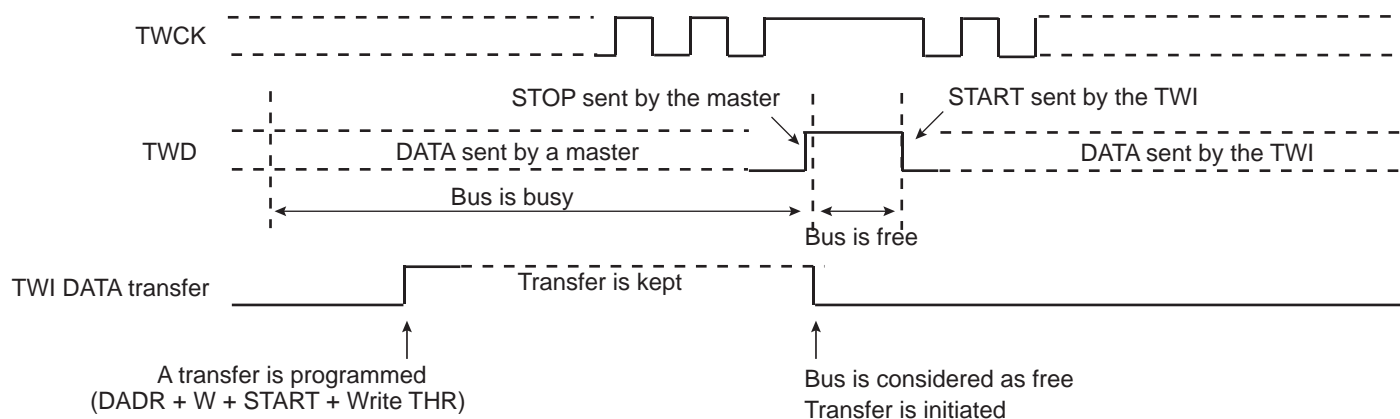 TWCK
STOP sent by the master
START sent by the TWI
TWD
DATA sent by a master
DATA sent by the TWI
Bus is busy
Bus is free
TWI DATA transfer
Transfer is kept
A transfer is programmed
(DADR + W + START + Write THR)
Bus is considered as free
Transfer is initiated